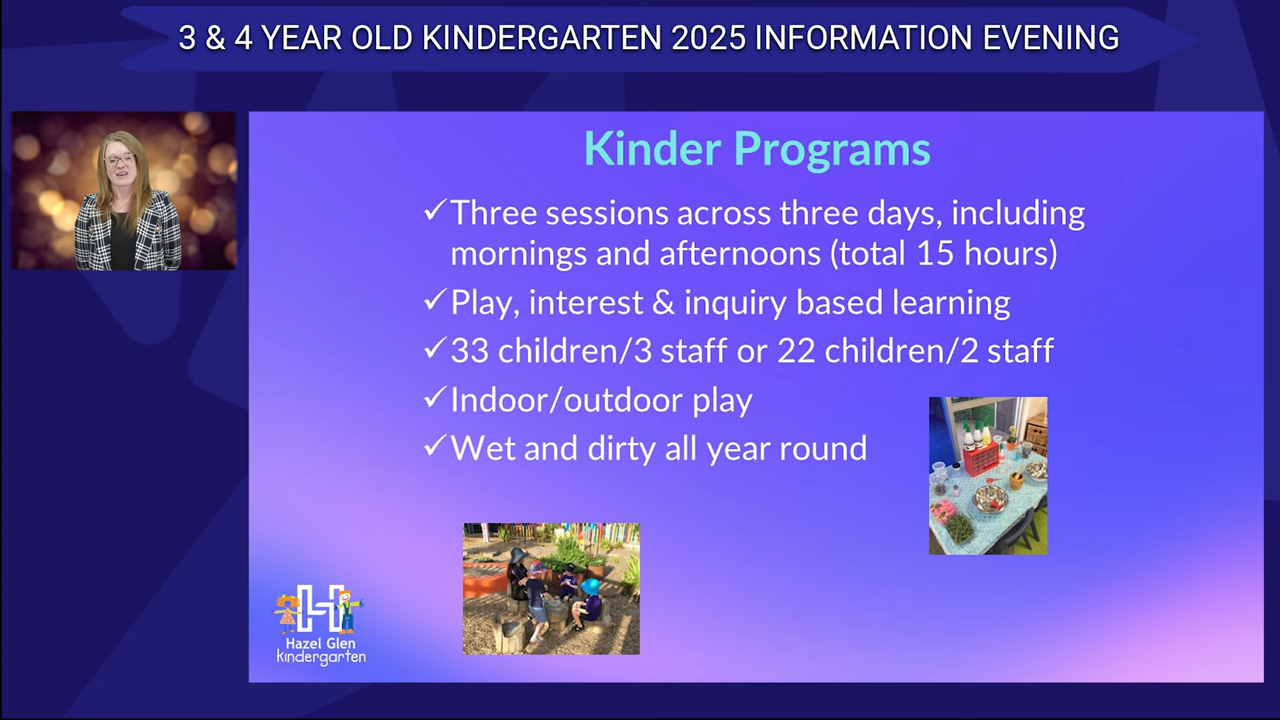 3 & 4 YEAR OLD KINDERGARTEN 2025 INFORMATION EVENING
Kinder Programs
✓Three sessions across three days, including
mornings and afternoons (total 15 hours)
✓Play, interest & inquiry based learning
✓33 children/3 staff or 22 children/2 staff
✓Indoor/outdoor play
✓Wet and dirty all year round
H
Hazel Glen
kindergarten